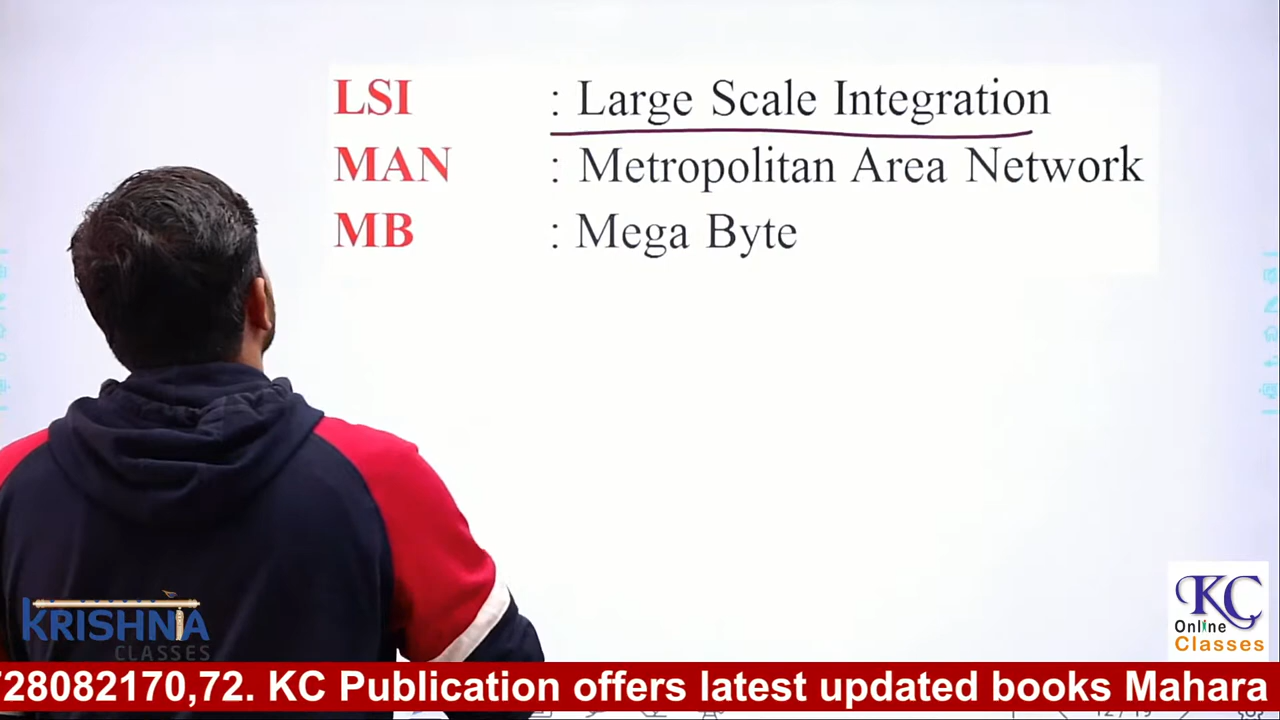 LSI : Large Scale Integration
MAN : Metropolitan Area Network
MB : Mega Byte
KRISHNA
CLASSES
KC
Online
Classes
728082170,72. KC Publication offers latest updated books Mahara